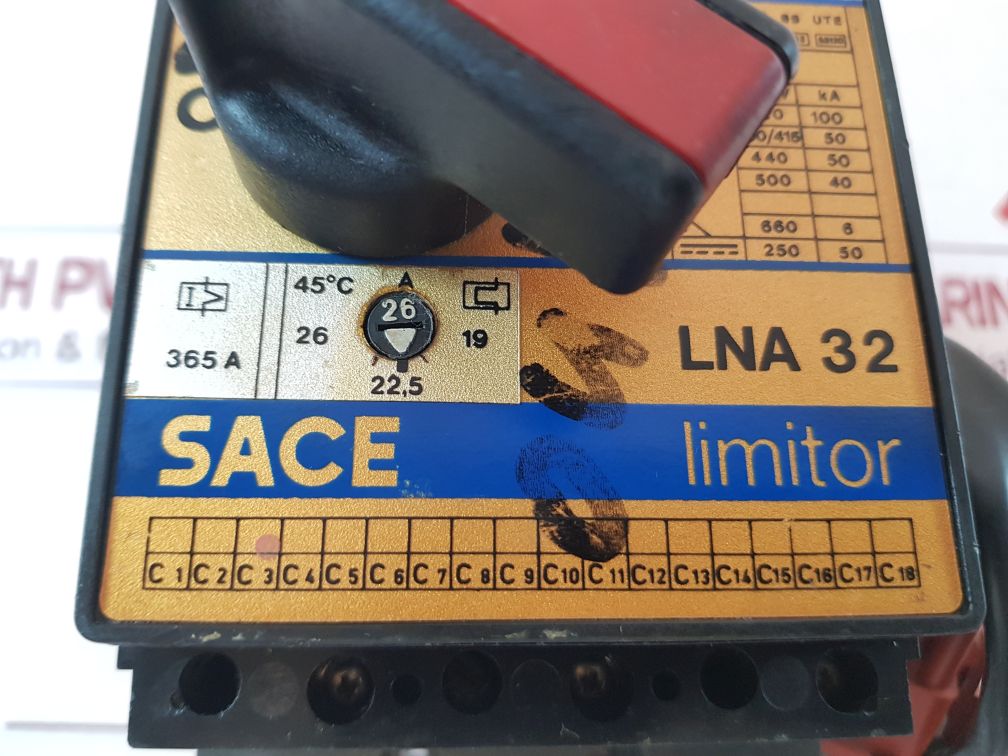 UTE
kA
100
/415 50
440 50
500 40
660 6
250 50
I>
365 A
45°C A
26 26 19
22,5
LNA 32
SACE limitor
C 1 C 2 C 3 C 4 C 5 C 6 C 7 C 8 C 9 C10 C 11 C12 C13 C14 C15 C16 C17 C18